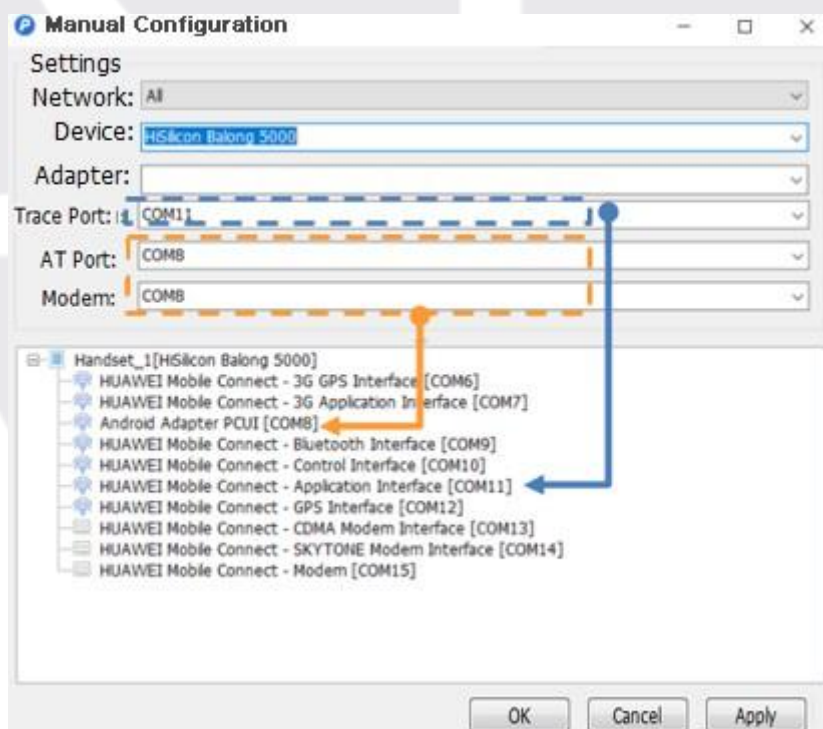 Manual Configuration
Settings
Network: All
Device: HiSilicon Balong 5000
Adapter:
Trace Port: COM11
AT Port: COM8
Modem: COM8
Handset_1[HiSilicon Balong 5000]
HUAWEI Mobile Connect - 3G GPS Interface [COM6]
HUAWEI Mobile Connect - 3G Application Interface [COM7]
Android Adapter PCUI [COM8]
HUAWEI Mobile Connect - Bluetooth Interface [COM9]
HUAWEI Mobile Connect - Control Interface [COM10]
HUAWEI Mobile Connect - Application Interface [COM11]
HUAWEI Mobile Connect - GPS Interface [COM12]
HUAWEI Mobile Connect - CDMA Modem Interface [COM13]
HUAWEI Mobile Connect - SKYTONE Modem Interface [COM14]
HUAWEI Mobile Connect - Modem [COM15]
OK Cancel Apply